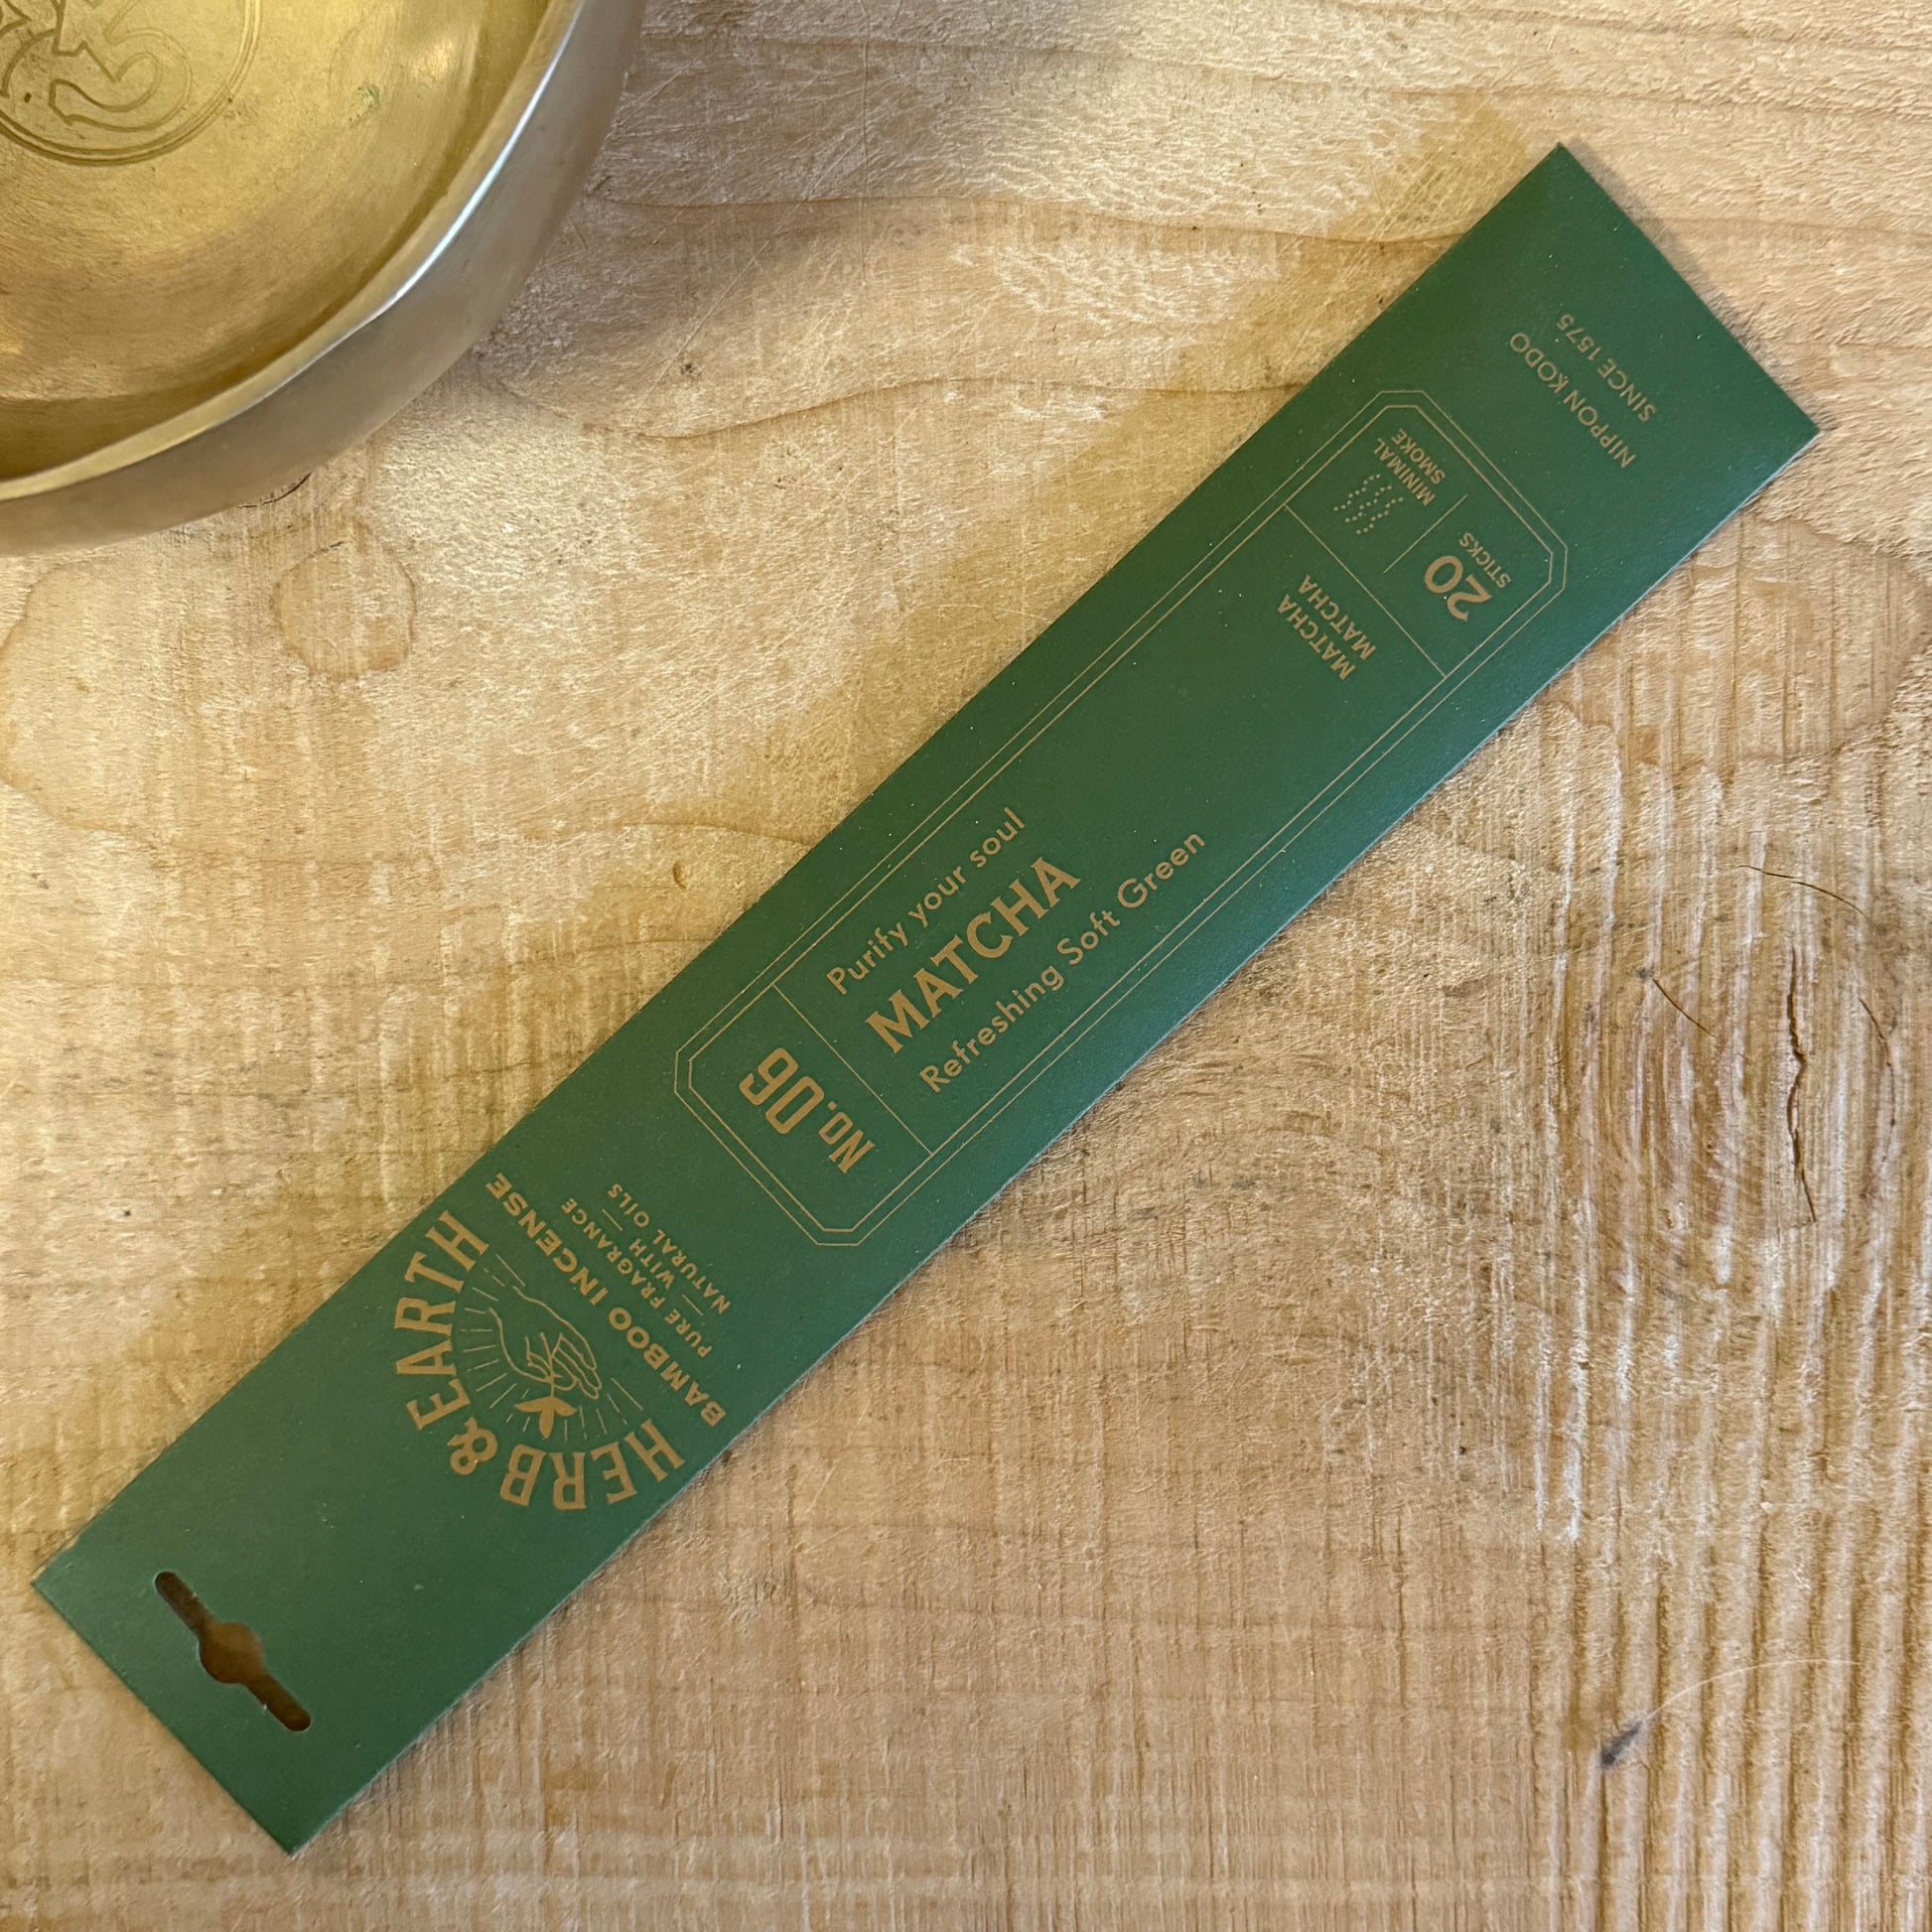 HERB & EARTH
BAMBOO INCENSE
PURE FRAGRANCE
— WITH —
NATURAL OILS
No. 06
Purify your soul
MATCHA
Refreshing Soft Green
MATCHA
MATCHA
20
STICKS
MINIMAL
SMOKE
NIPPON KODO
SINCE 1575